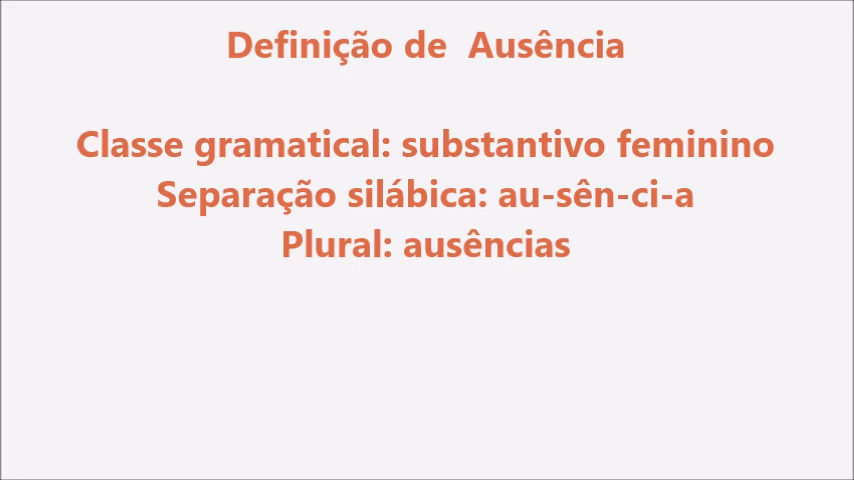 Definição de  Ausência
Classe gramatical: substantivo feminino
Separação silábica: au-sên-ci-a
Plural: ausências